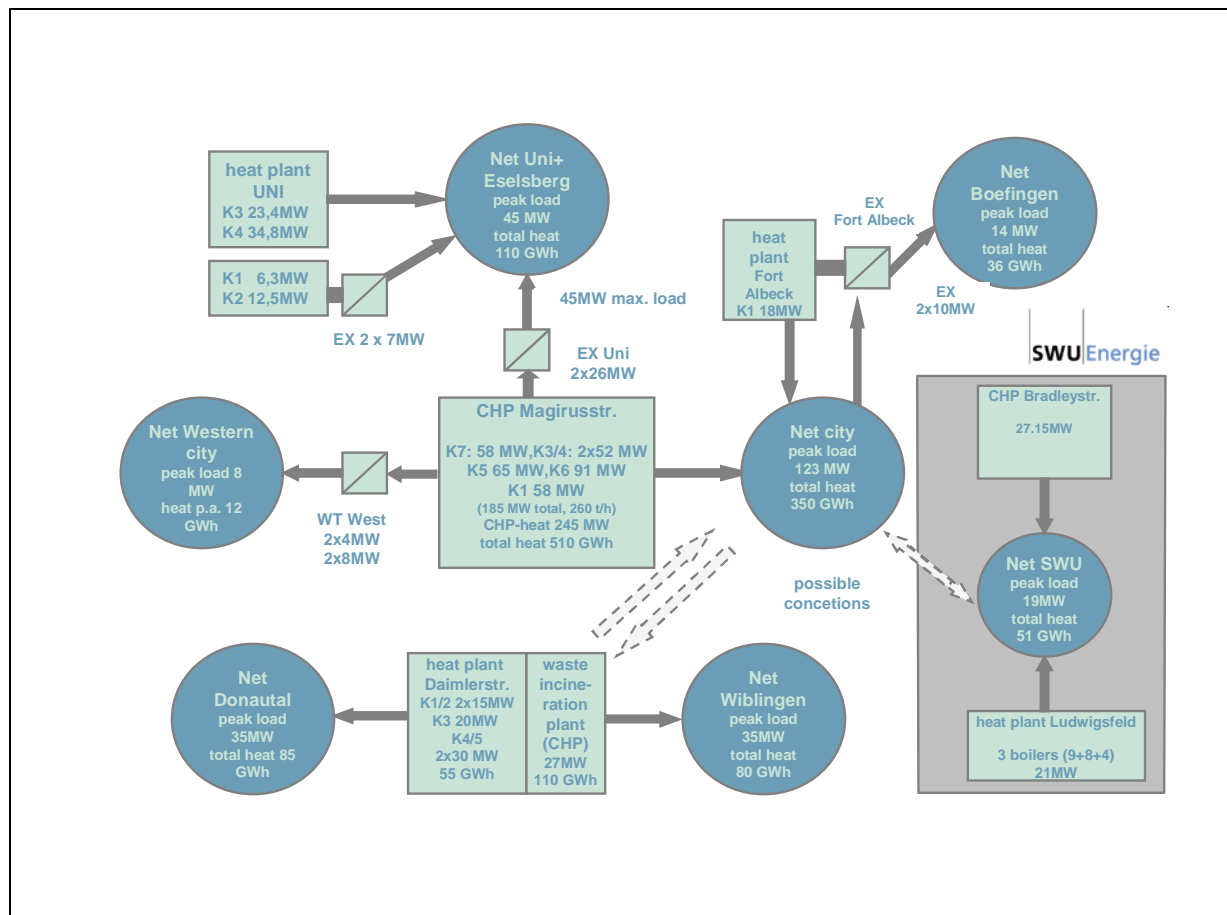 heat plant
UNI
K3 23,4MW
K4 34,8MW
K1 6,3MW
K2 12,5MW
EX 2 x 7MW
Net Uni+
Eselsberg
peak load
45 MW
total heat
110 GWh
45MW max. load
EX Uni
2x26MW
EX
Fort Albeck
heat
plant
Fort
Albeck
K1 18MW
Net
Boefingen
peak load
14 MW
total heat
36 GWh
EX
2x10MW
SWU Energie
Net Western
city
peak load 8
MW
heat p.a. 12
GWh
WT West
2x4MW
2x8MW
CHP Magirusstr.
K7: 58 MW,K3/4: 2x52 MW
K5 65 MW,K6 91 MW
K1 58 MW
(185 MW total, 260 t/h)
CHP-heat 245 MW
total heat 510 GWh
Net city
peak load
123 MW
total heat
350 GWh
possible
concetions
CHP Bradleystr.
27.15MW
Net SWU
peak load
19MW
total heat
51 GWh
heat plant Ludwigsfeld
3 boilers (9+8+4)
21MW
Net
Donautal
peak load
35MW
total heat 85
GWh
heat plant
Daimlerstr.
K1/2 2x15MW
K3 20MW
K4/5
2x30 MW
55 GWh
waste
incine-
ration
plant
(CHP)
27MW
110 GWh
Net
Wiblingen
peak load
35MW
total heat
80 GWh